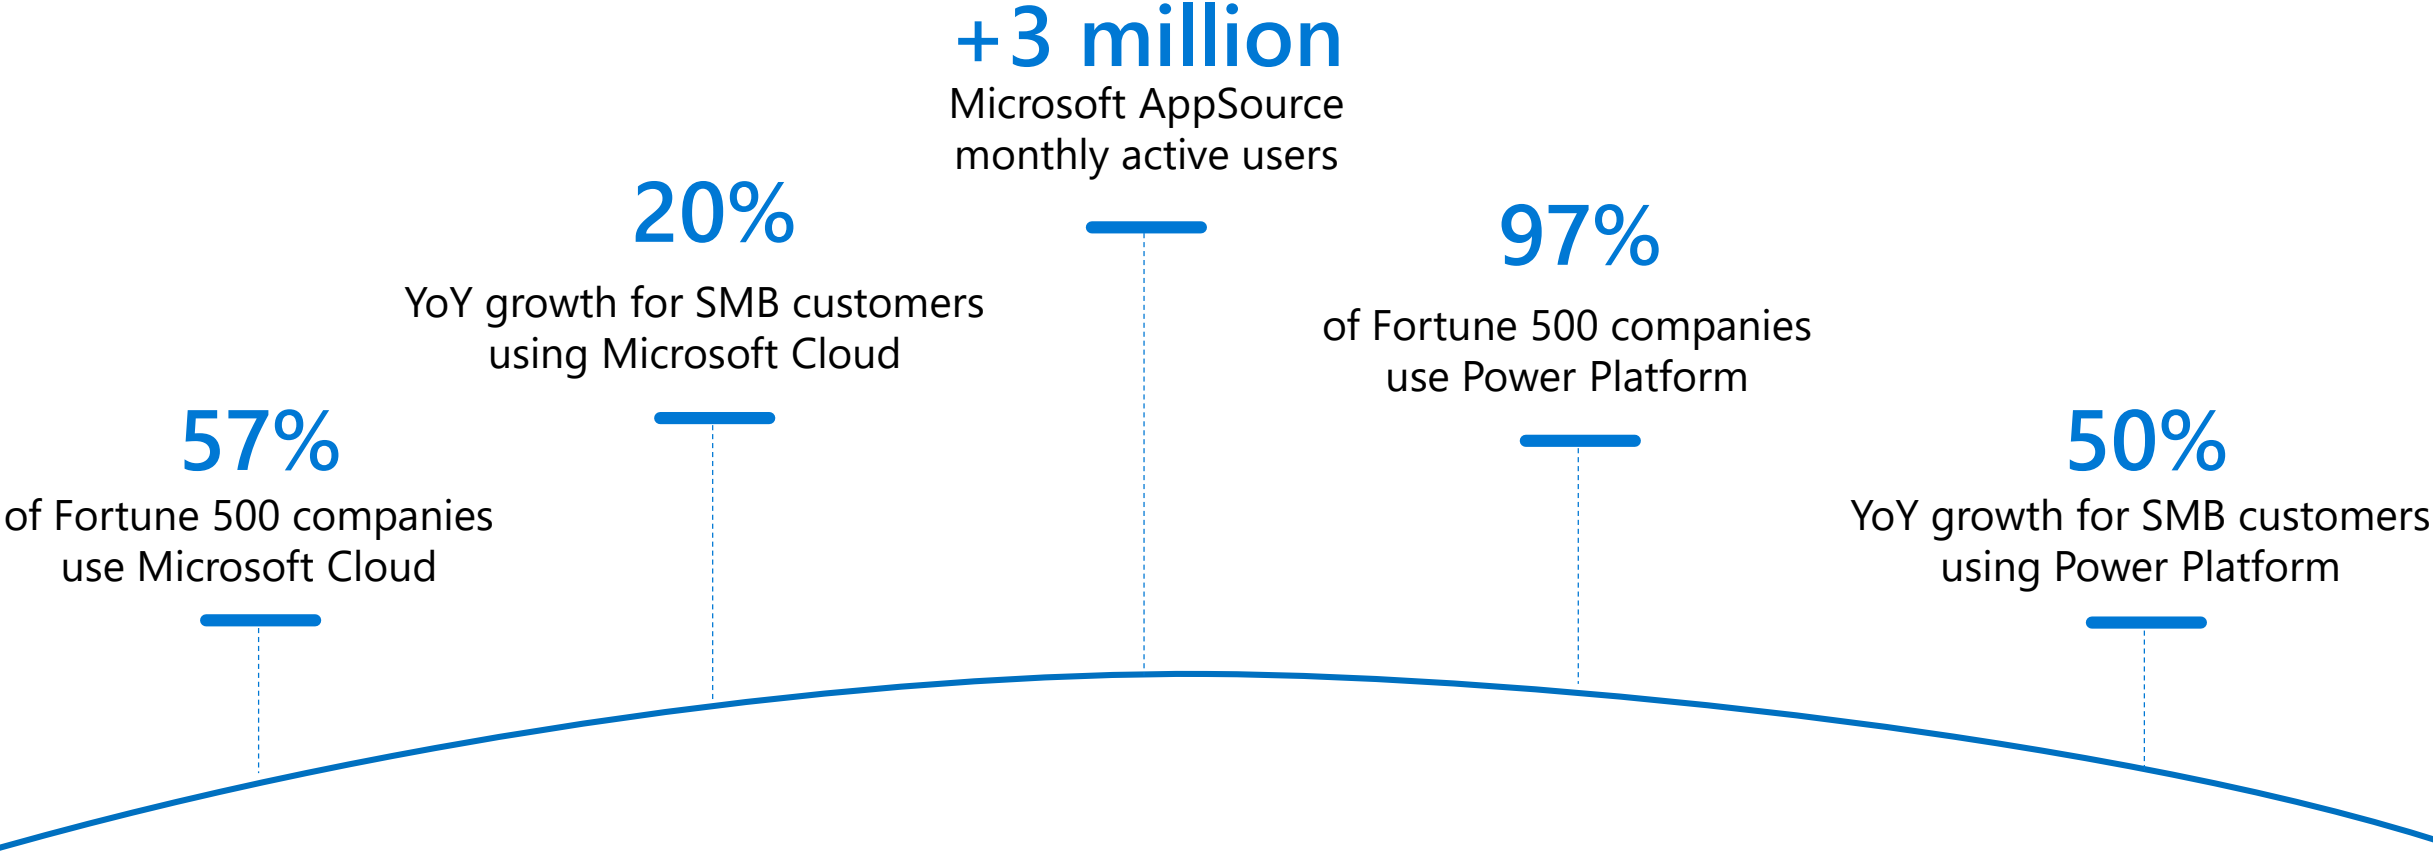 +3 million
Microsoft AppSource
monthly active users
20%
YoY growth for SMB customers
using Microsoft Cloud
97%
of Fortune 500 companies
use Power Platform
57%
of Fortune 500 companies
use Microsoft Cloud
50%
YoY growth for SMB customers
using Power Platform